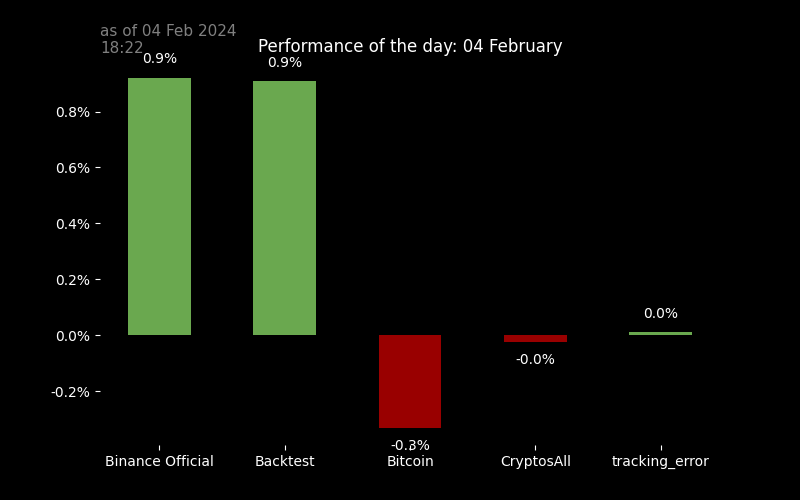 as of 04 Feb 2024
18:22
Performance of the day: 04 February
0.9%
0.9%
0.8%
0.6%
0.4%
0.2%
0.0%
0.0%
-0.0%
-0.2%
-0.3%
Binance Official
Backtest
Bitcoin
CryptosAll
tracking_error